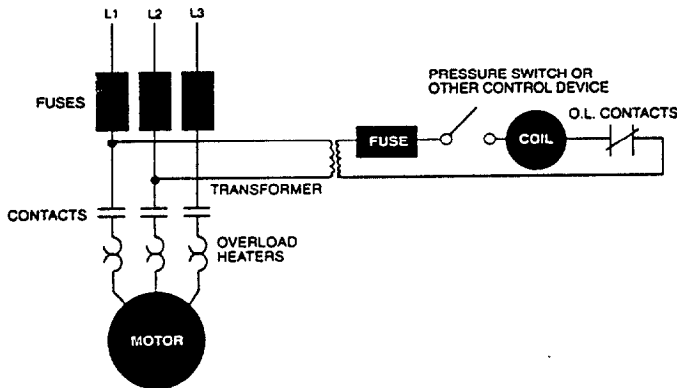 L1 L2 L3
PRESSURE SWITCH OR
OTHER CONTROL DEVICE
FUSES
O.L. CONTACTS
FUSE
COIL
TRANSFORMER
CONTACTS
OVERLOAD
HEATERS
MOTOR